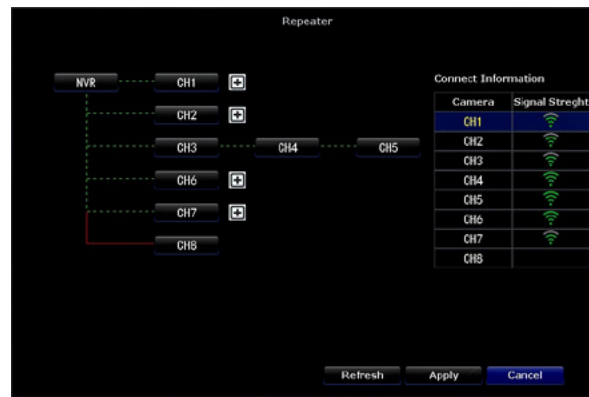 Repeater
NVR CH1
CH2
CH3 CH4 CH5
CH6
CH7
CH8
Connect Information
Camera Signal Streght
CH1
CH2
CH3
CH4
CH5
CH6
CH7
CH8
Refresh Apply Cancel